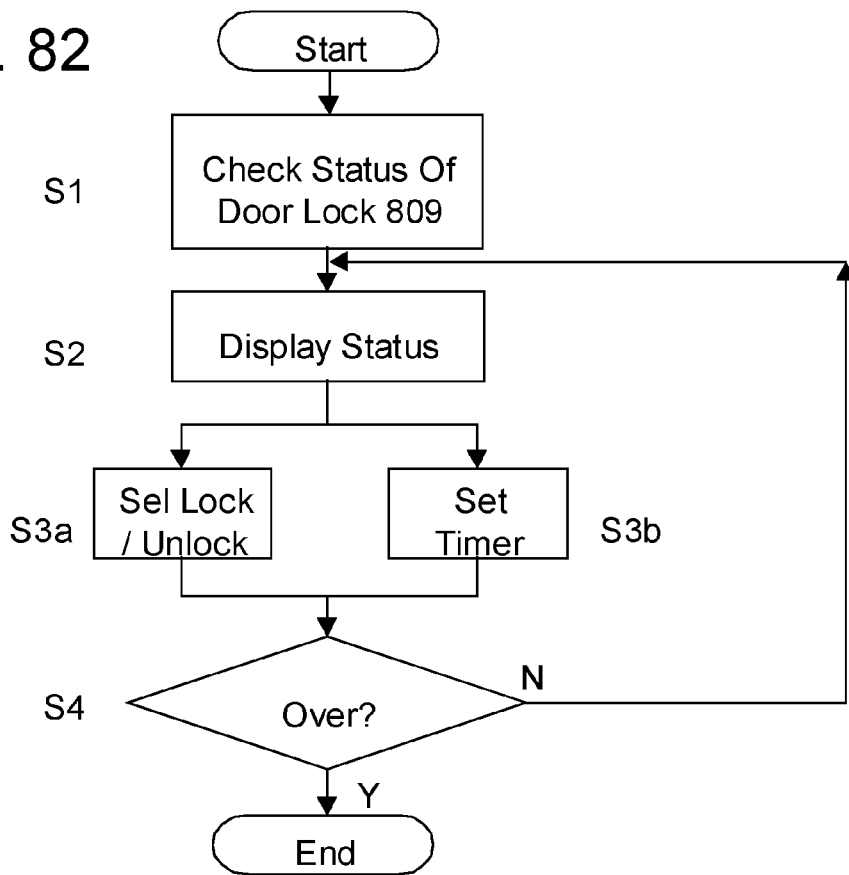 . 82
Start
S1
Check Status Of
Door Lock 809
S2
Display Status
S3a
Sel Lock
/ Unlock
Set
Timer
S3b
S4
Over?
N
Y
End